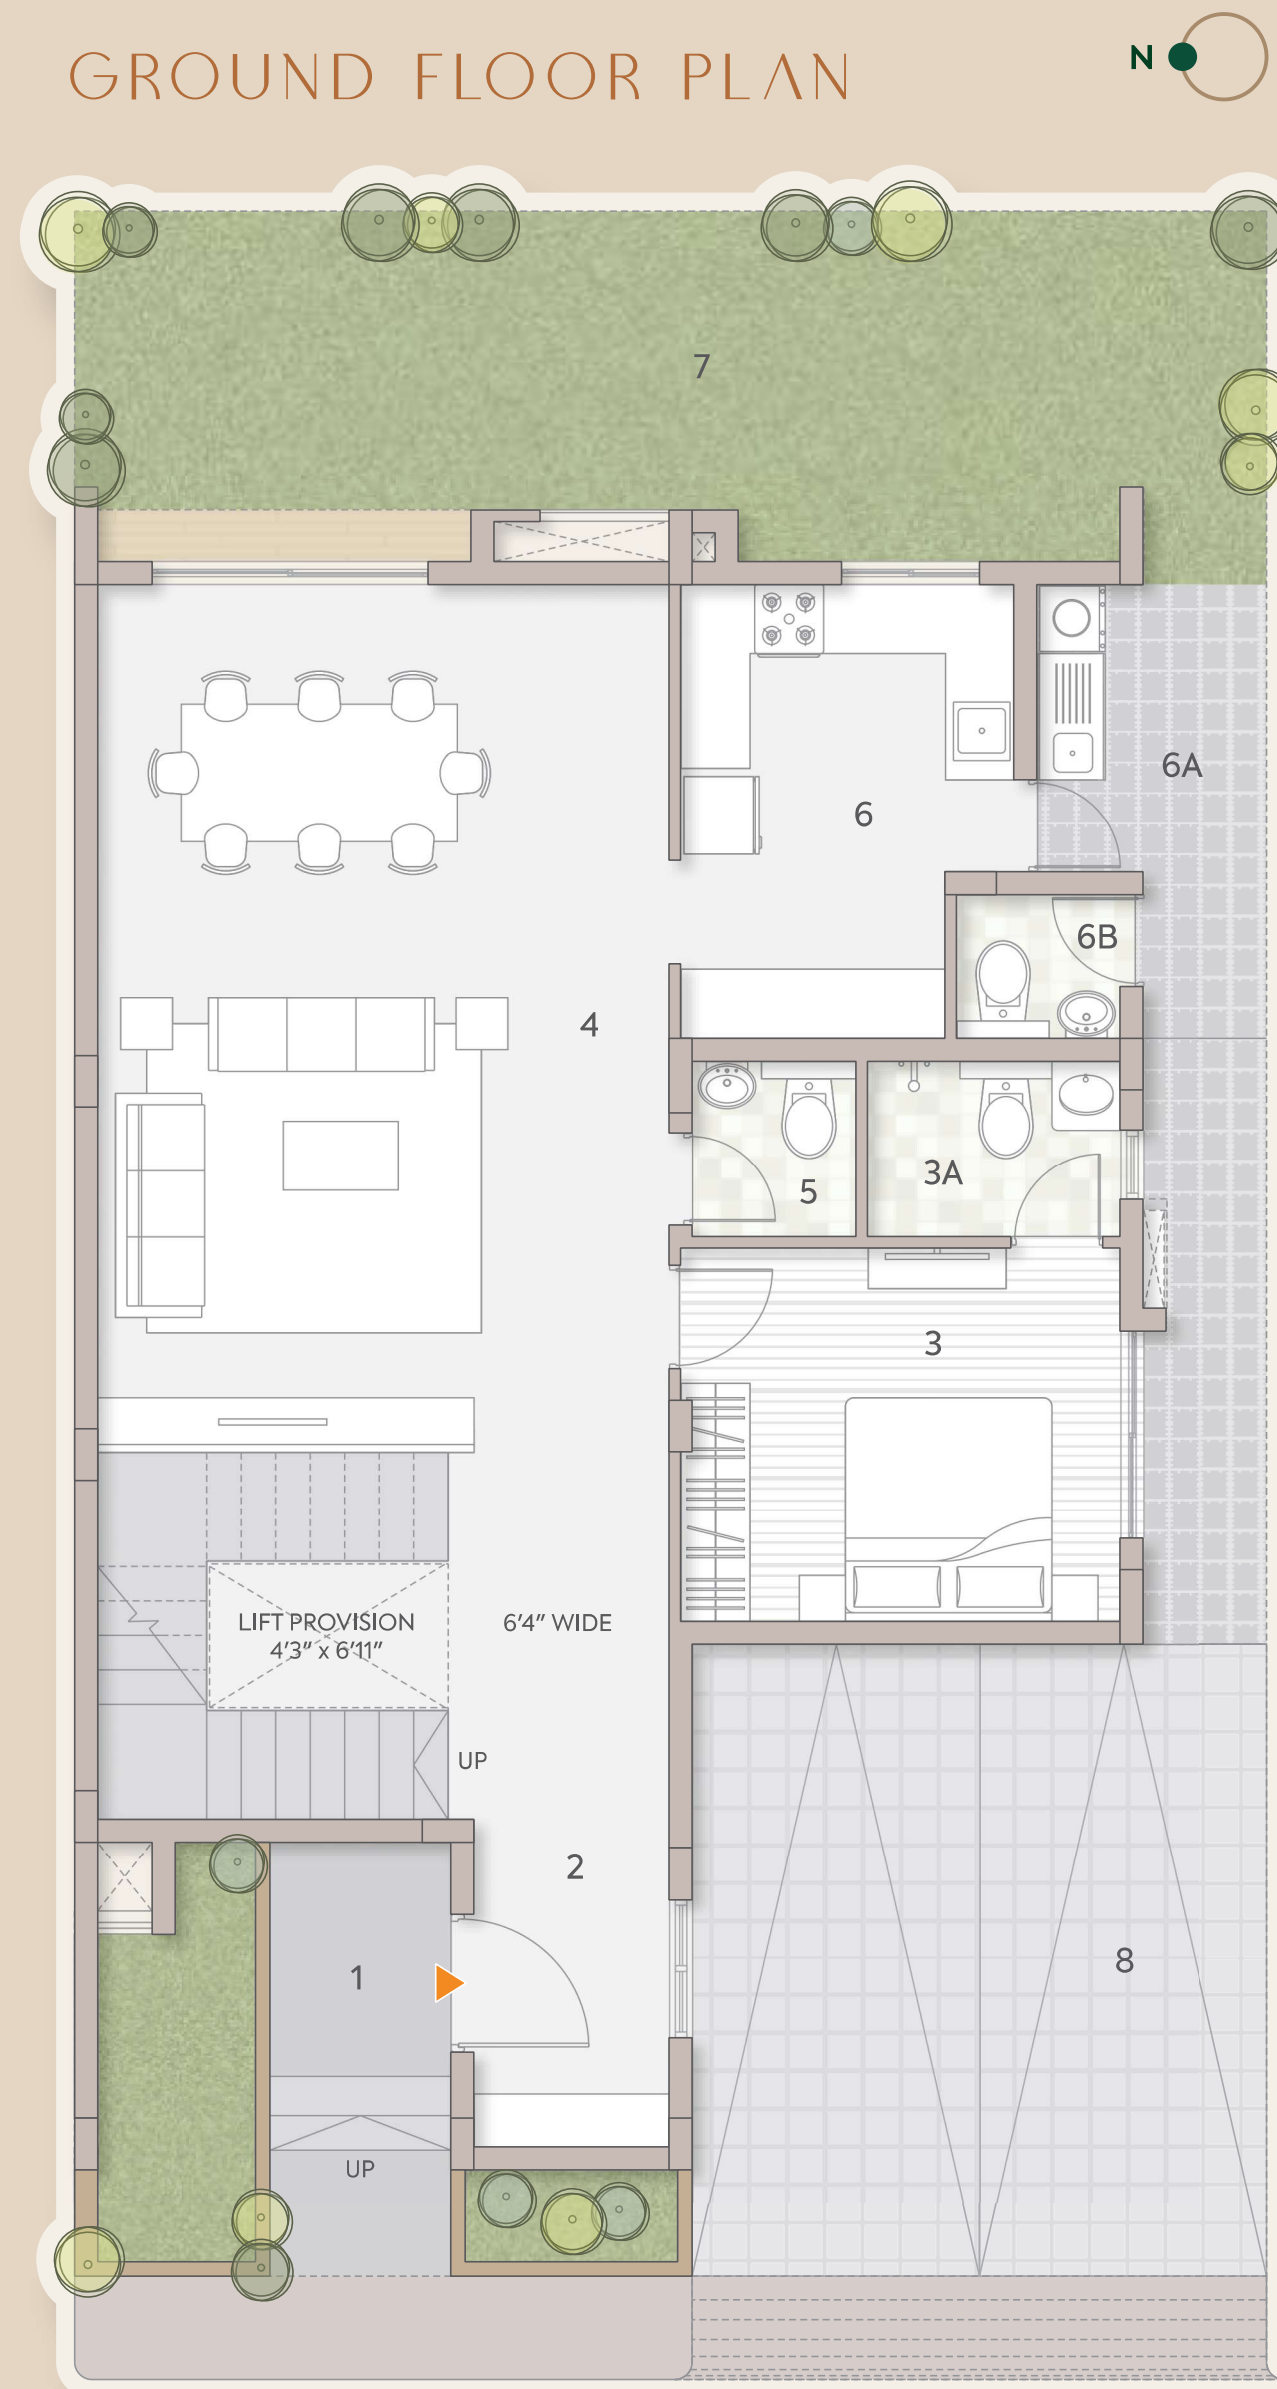 GROUND FLOOR PLAN
N
7
6A
6
6B
4
3A
5
3
LIFT PROVISION
4'3" x 6'11"
6'4" WIDE
UP
2
8
1
UP